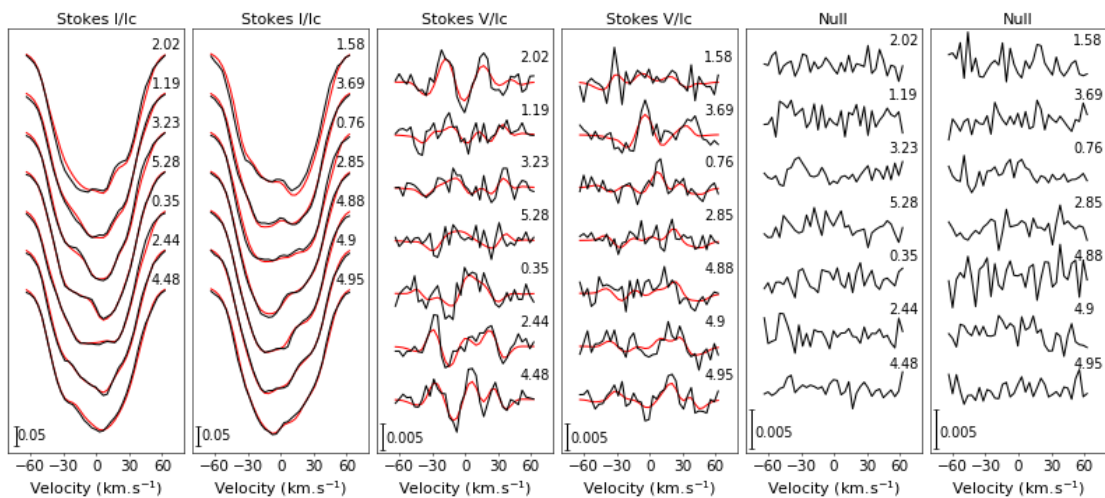 Stokes I/Ic
2.02
1.19
3.23
5.28
0.35
2.44
4.48
0.05
−60 −30 0 30 60
Velocity (km.s⁻¹)
Stokes I/Ic
1.58
3.69
0.76
2.85
4.88
4.9
4.95
0.05
−60 −30 0 30 60
Velocity (km.s⁻¹)
Stokes V/Ic
2.02
1.19
3.23
5.28
0.35
2.44
4.48
0.005
−60 −30 0 30 60
Velocity (km.s⁻¹)
Stokes V/Ic
1.58
3.69
0.76
2.85
4.88
4.9
4.95
0.005
−60 −30 0 30 60
Velocity (km.s⁻¹)
Null
2.02
1.19
3.23
5.28
0.35
2.44
4.48
0.005
−60 −30 0 30 60
Velocity (km.s⁻¹)
Null
1.58
3.69
0.76
2.85
4.88
4.9
4.95
0.005
−60 −30 0 30 60
Velocity (km.s⁻¹)